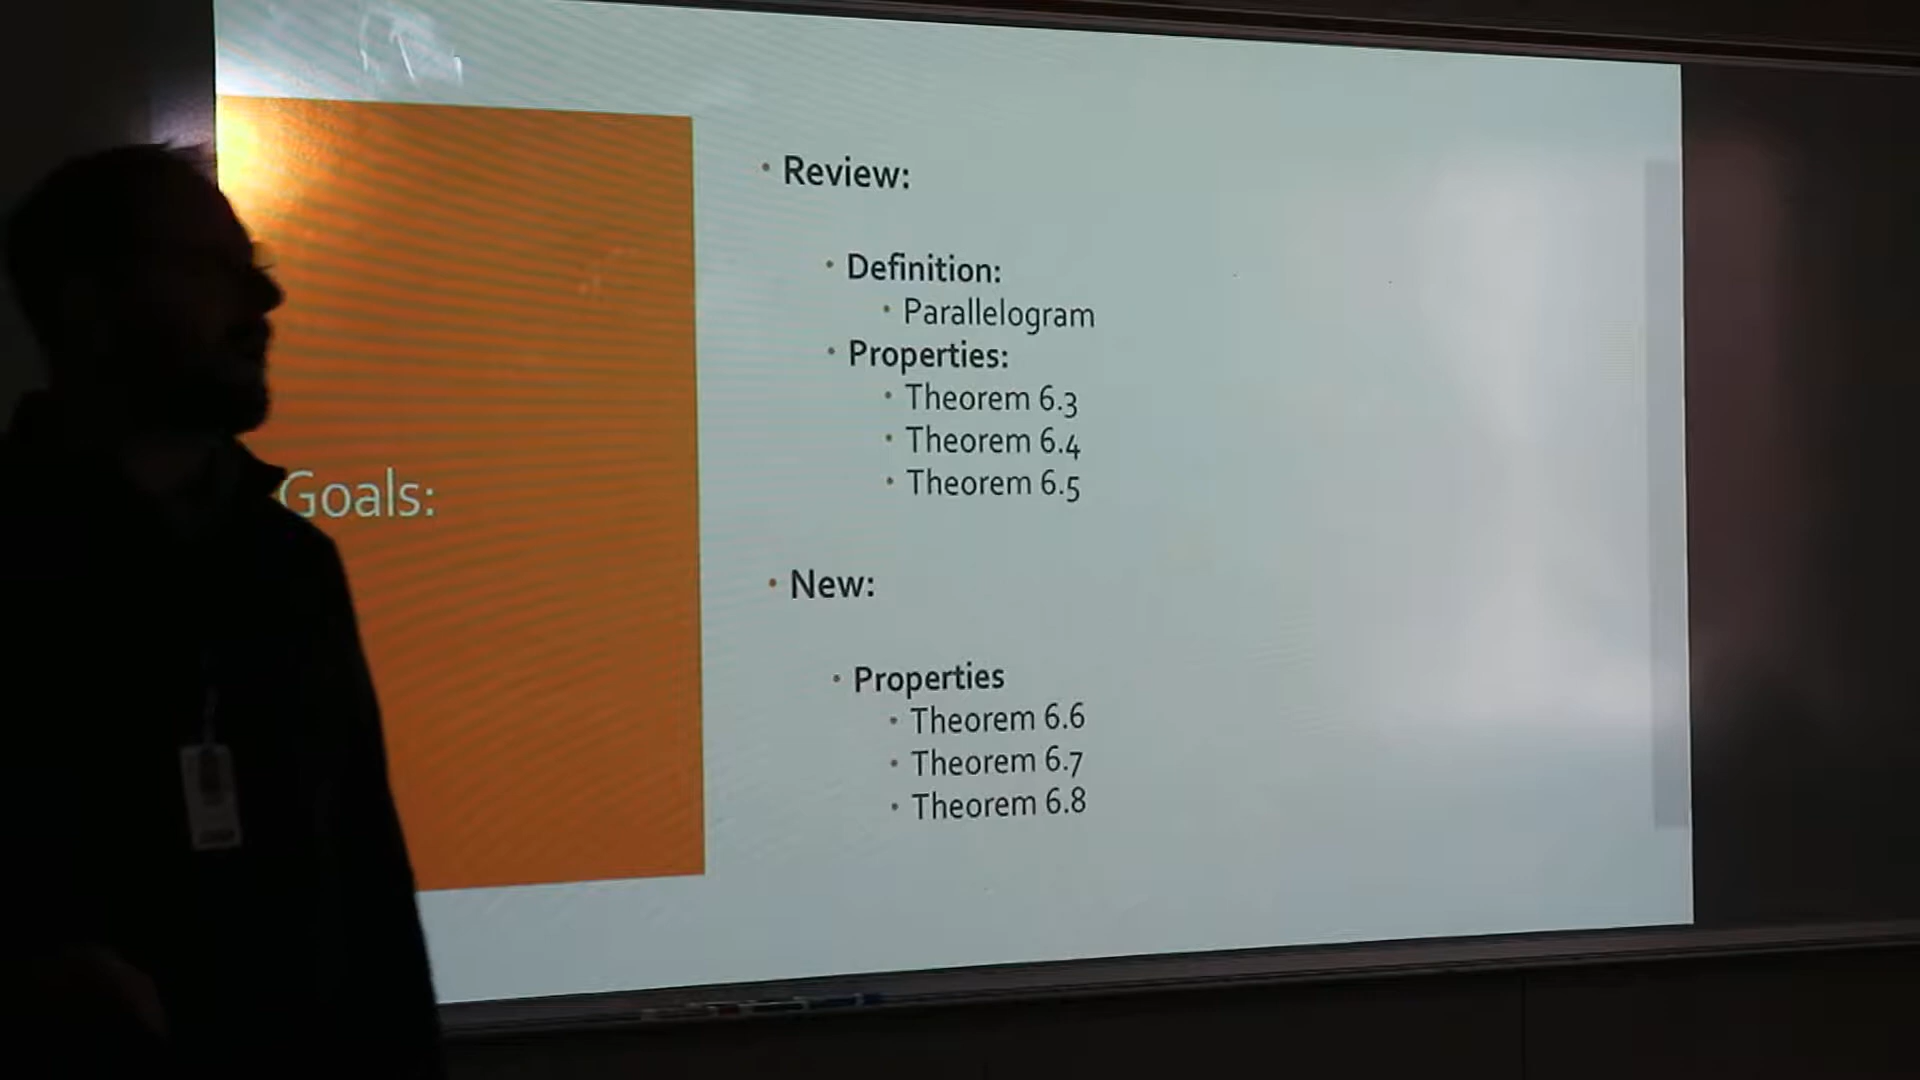 Goals:
• Review:
• Definition:
• Parallelogram
• Properties:
• Theorem 6.3
• Theorem 6.4
• Theorem 6.5
• New:
• Properties
• Theorem 6.6
• Theorem 6.7
• Theorem 6.8